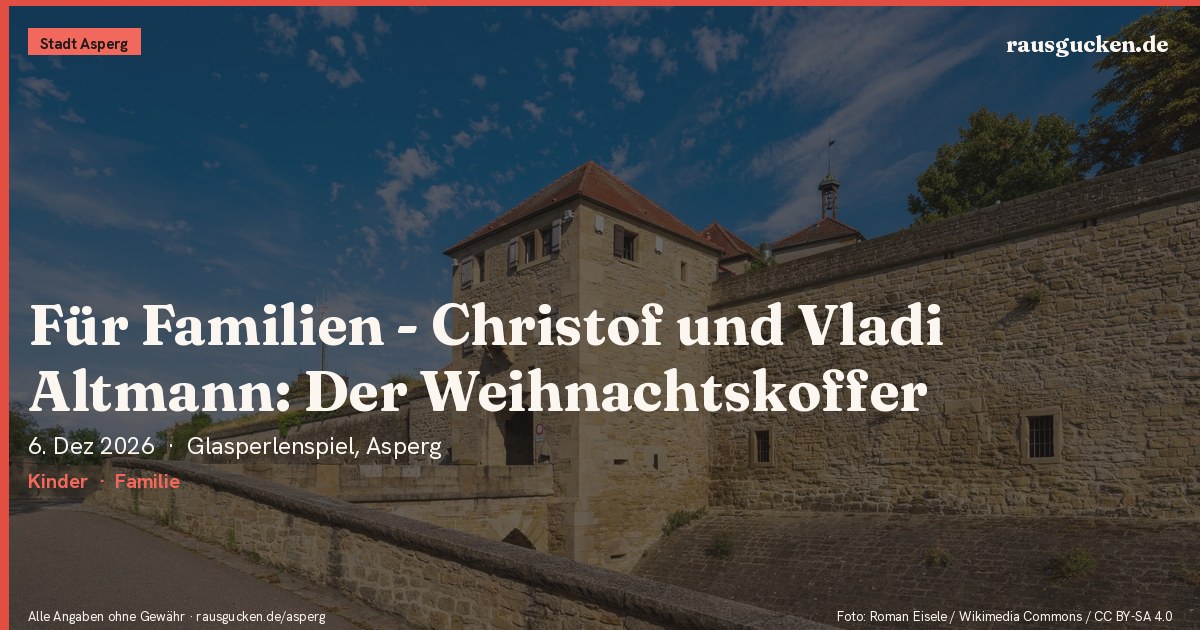 Stadt Asperg
rausgucken.de
Für Familien - Christof und Vladi
Altmann: Der Weihnachtskoffer
6. Dez 2026 · Glasperlenspiel, Asperg
Kinder · Familie
Alle Angaben ohne Gewähr · rausgucken.de/asperg
Foto: Roman Eisele / Wikimedia Commons / CC BY-SA 4.0